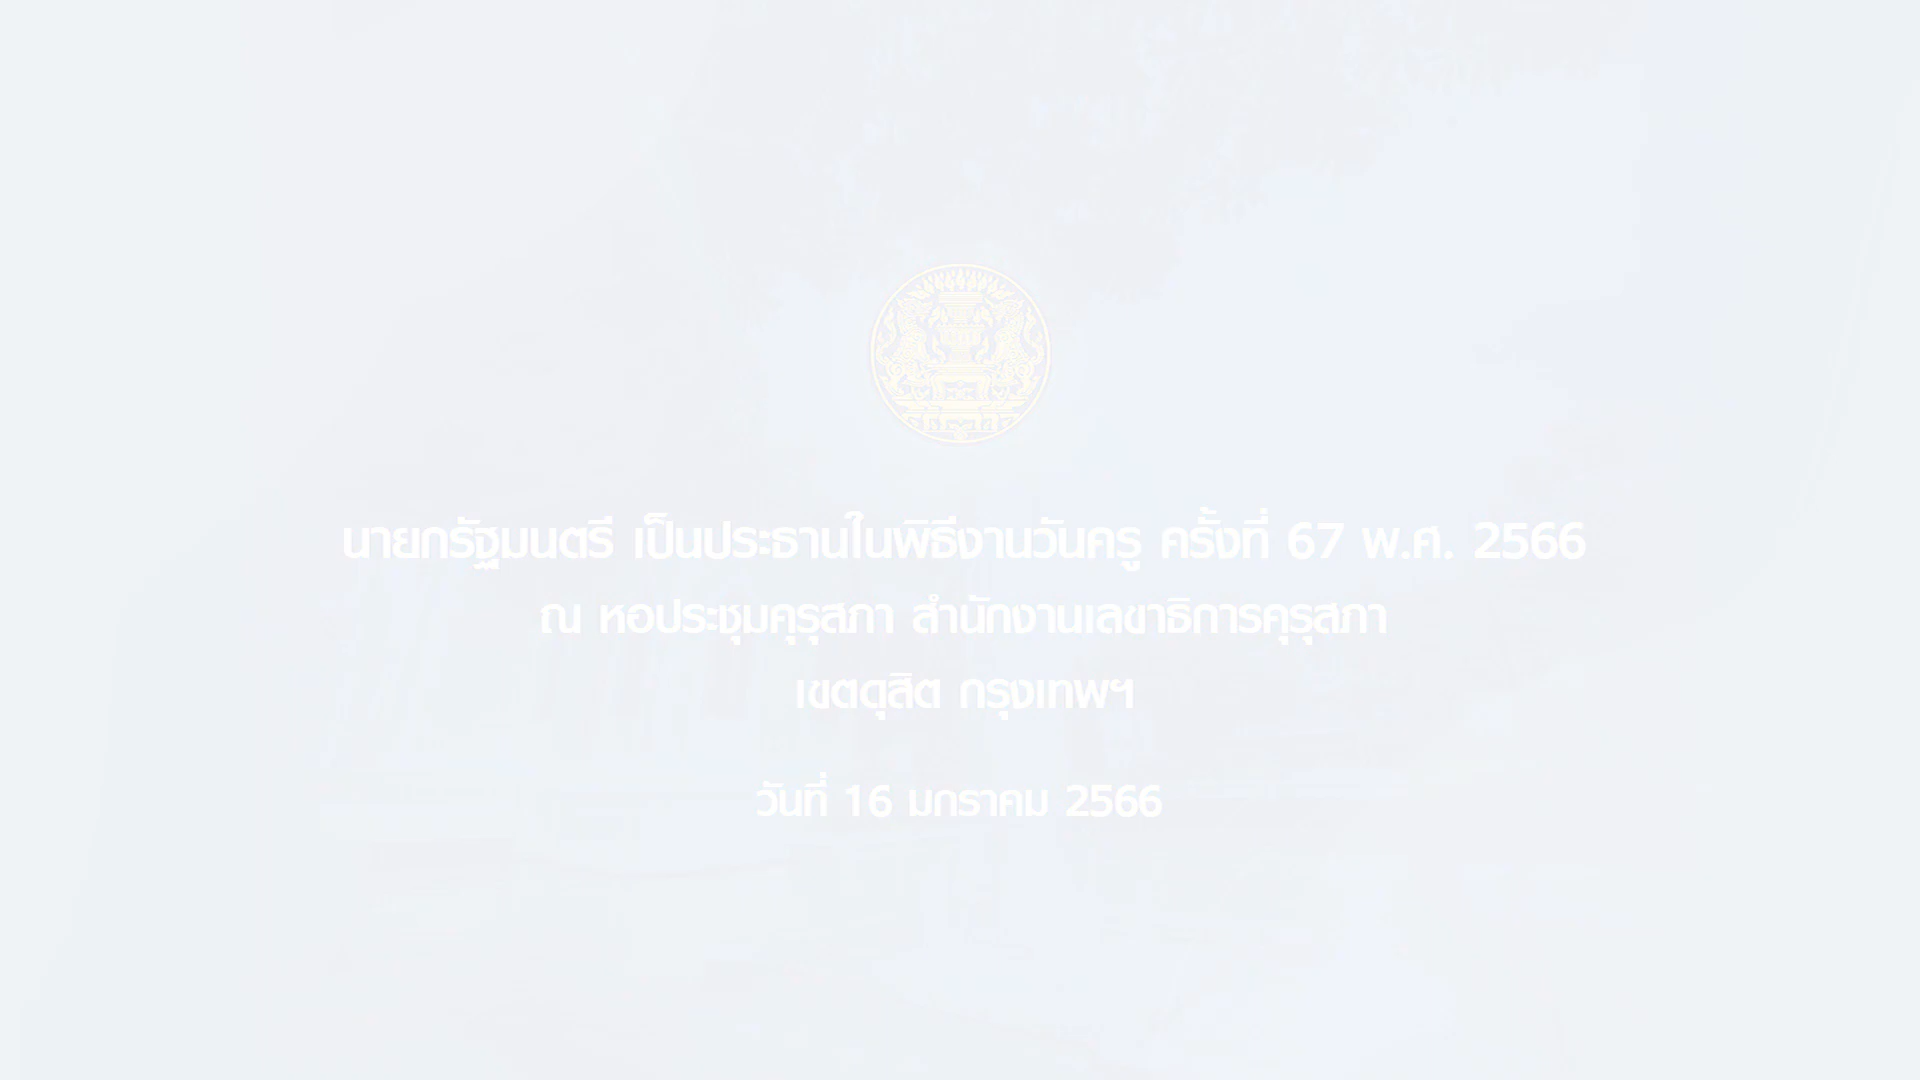 นายกรัฐมนตรี เป็นประธานในพิธีงานวันครู ครั้งที่ 67 พ.ศ. 2566
ณ หอประชุมคุรุสภา สำนักงานเลขาธิการคุรุสภา
เขตดุสิต กรุงเทพฯ
วันที่ 16 มกราคม 2566